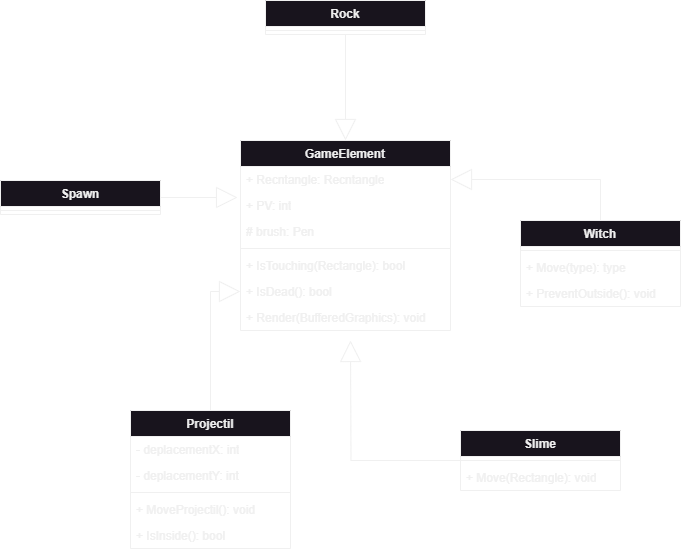 Rock
GameElement
+ Recntangle: Recntangle
+ PV: int
# brush: Pen
+ IsTouching(Rectangle): bool
+ IsDead(): bool
+ Render(BufferedGraphics): void
Spawn
Witch
+ Move(type): type
+ PreventOutside(): void
Projectil
- deplacementX: int
- deplacementY: int
+ MoveProjectil(): void
+ IsInside(): bool
Slime
+ Move(Rectangle): void